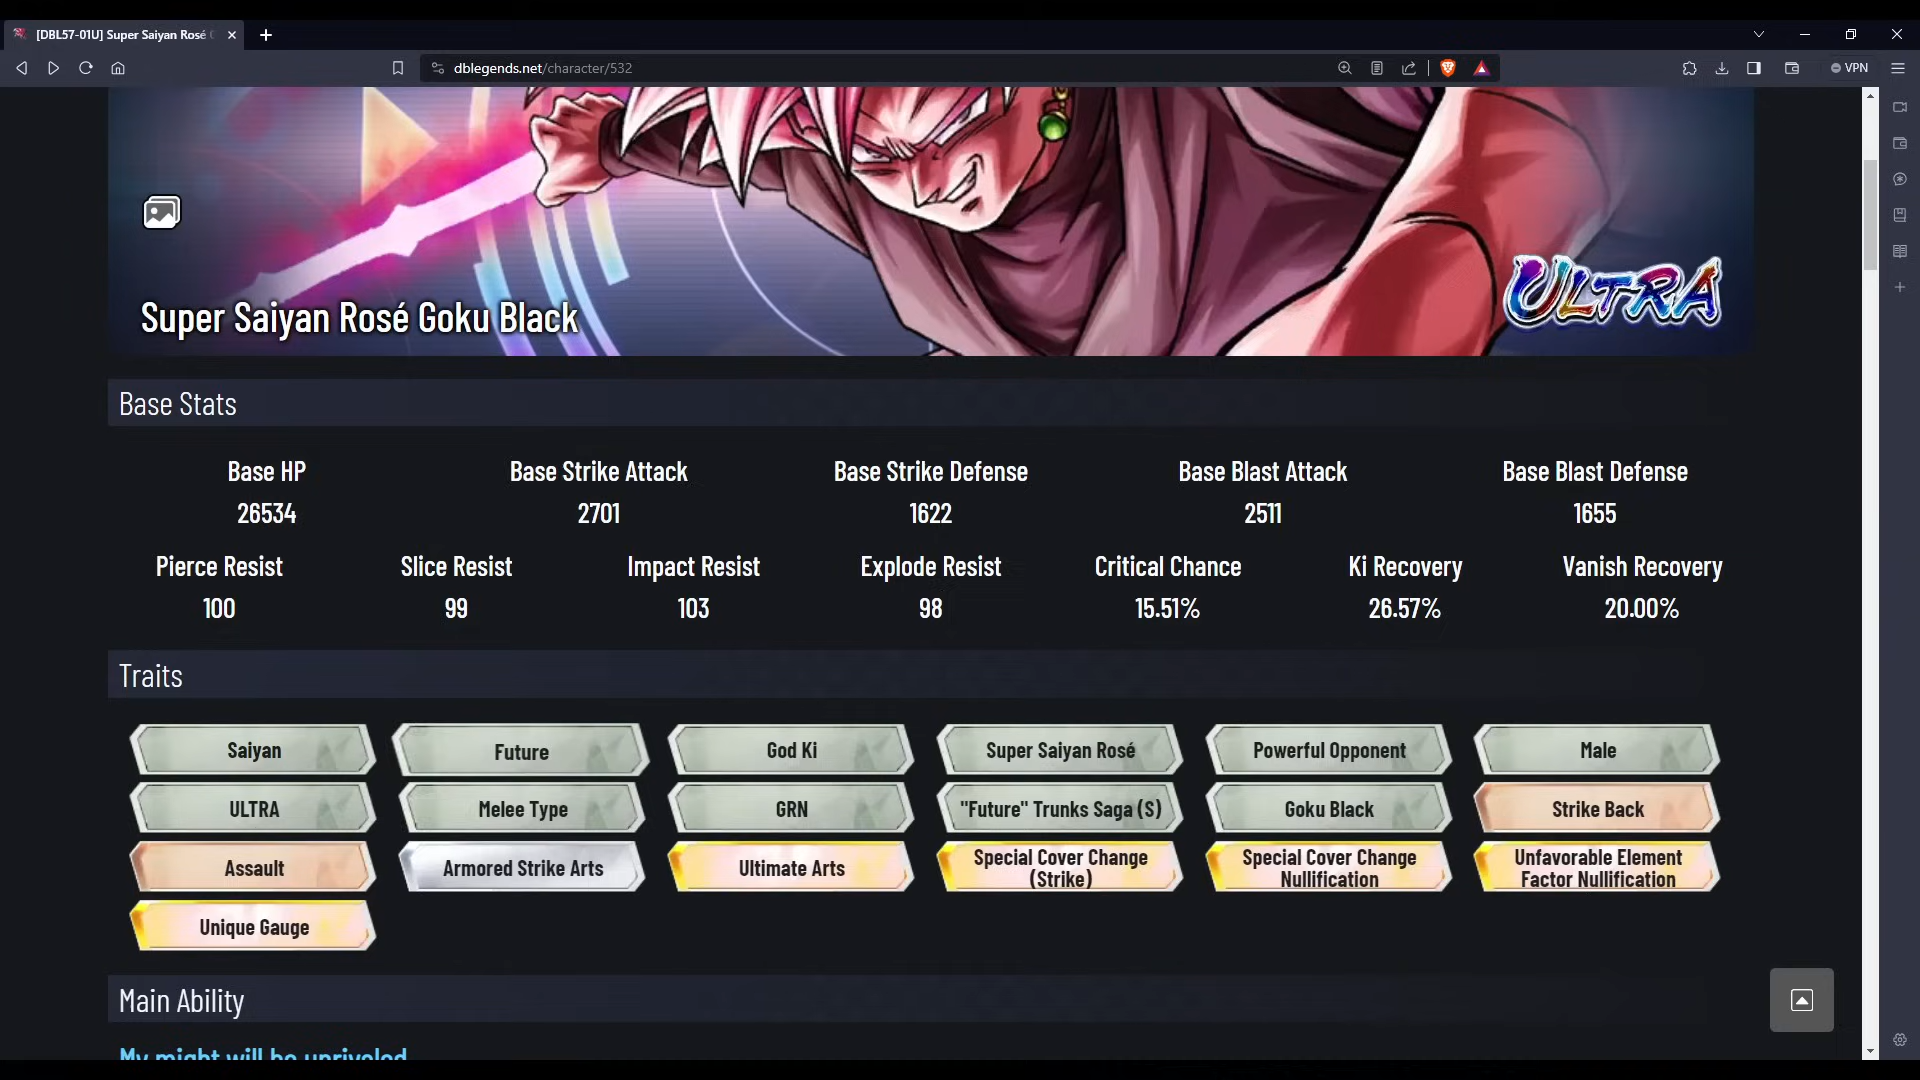 [DBL57-01U] Super Saiyan Rosé
dblegends.net/character/532
VPN
Super Saiyan Rosé Goku Black
ULTRA
Base Stats
Base HP
Base Strike Attack
Base Strike Defense
Base Blast Attack
Base Blast Defense
26534
2701
1622
2511
1655
Pierce Resist
Slice Resist
Impact Resist
Explode Resist
Critical Chance
Ki Recovery
Vanish Recovery
100
99
103
98
15.51%
26.57%
20.00%
Traits
Saiyan
Future
God Ki
Super Saiyan Rosé
Powerful Opponent
Male
ULTRA
Melee Type
GRN
"Future" Trunks Saga (S)
Goku Black
Strike Back
Assault
Armored Strike Arts
Ultimate Arts
Special Cover Change
(Strike)
Special Cover Change
Nullification
Unfavorable Element
Factor Nullification
Unique Gauge
Main Ability
My might will be unrivaled